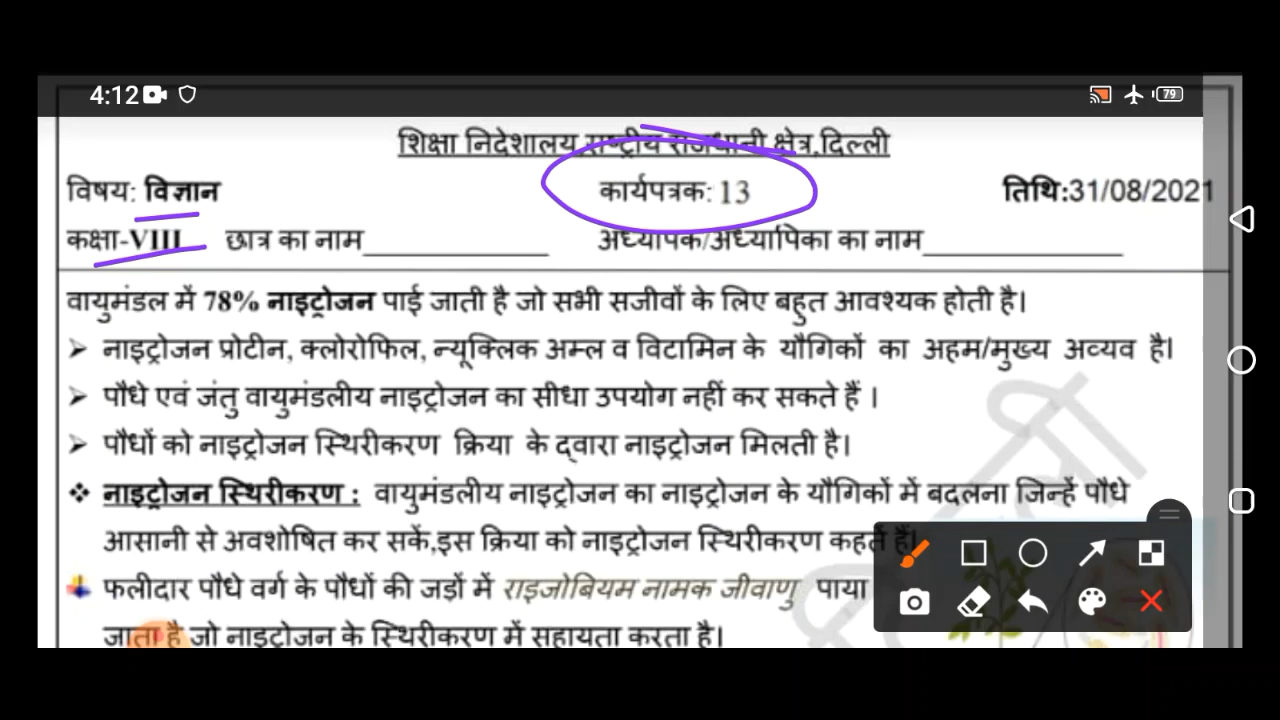 4:12 79
शिक्षा निदेशालय,राष्ट्रीय राजधानी क्षेत्र,दिल्ली
विषय: विज्ञान कार्यपत्रक: 13 तिथि:31/08/2021
कक्षा-VIII छात्र का नाम____________ अध्यापक/अध्यापिका का नाम____________
वायुमंडल में 78% नाइट्रोजन पाई जाती है जो सभी सजीवों के लिए बहुत आवश्यक होती है।
➢ नाइट्रोजन प्रोटीन, क्लोरोफिल, न्यूक्लिक अम्ल व विटामिन के यौगिकों का अहम/मुख्य अव्यव है।
➢ पौधे एवं जंतु वायुमंडलीय नाइट्रोजन का सीधा उपयोग नहीं कर सकते हैं ।
➢ पौधों को नाइट्रोजन स्थिरीकरण क्रिया के द्वारा नाइट्रोजन मिलती है।
❖ नाइट्रोजन स्थिरीकरण : वायुमंडलीय नाइट्रोजन का नाइट्रोजन के यौगिकों में बदलना जिन्हें पौधे
आसानी से अवशोषित कर सकें,इस क्रिया को नाइट्रोजन स्थिरीकरण कहते हैं।
फलीदार पौधे वर्ग के पौधों की जड़ों में राइजोबियम नामक जीवाणु पाया
जाता है जो नाइट्रोजन के स्थिरीकरण में सहायता करता है।